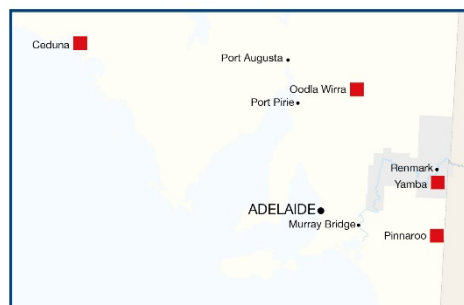 Ceduna
Port Augusta
Oodla Wirra
Port Pirie
Renmark
Yamba
ADELAIDE
Murray Bridge
Pinnaroo